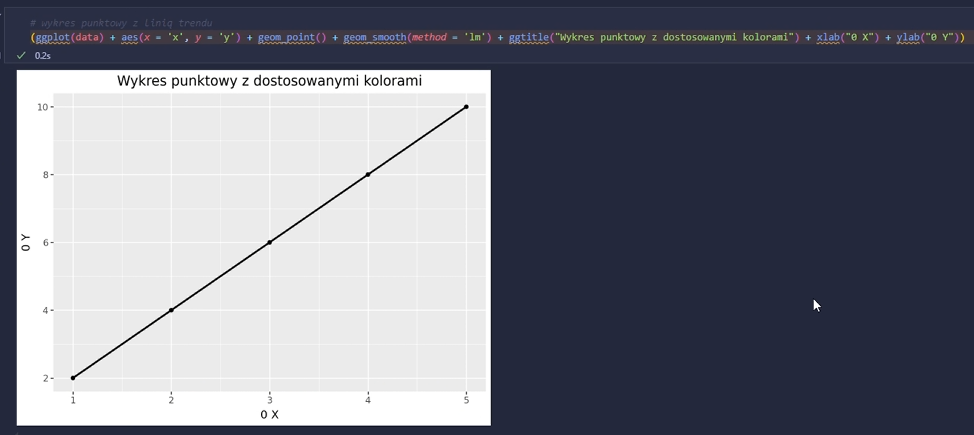 # wykres punktowy z linią trendu
(ggplot(data) + aes(x = 'x', y = 'y') + geom_point() + geom_smooth(method = 'lm') + ggtitle("Wykres punktowy z dostosowanymi kolorami") + xlab("0 X") + ylab("0 Y"))
0.2s
Wykres punktowy z dostosowanymi kolorami
10
8
6
4
2
0 Y
1 2 3 4 5
0 X